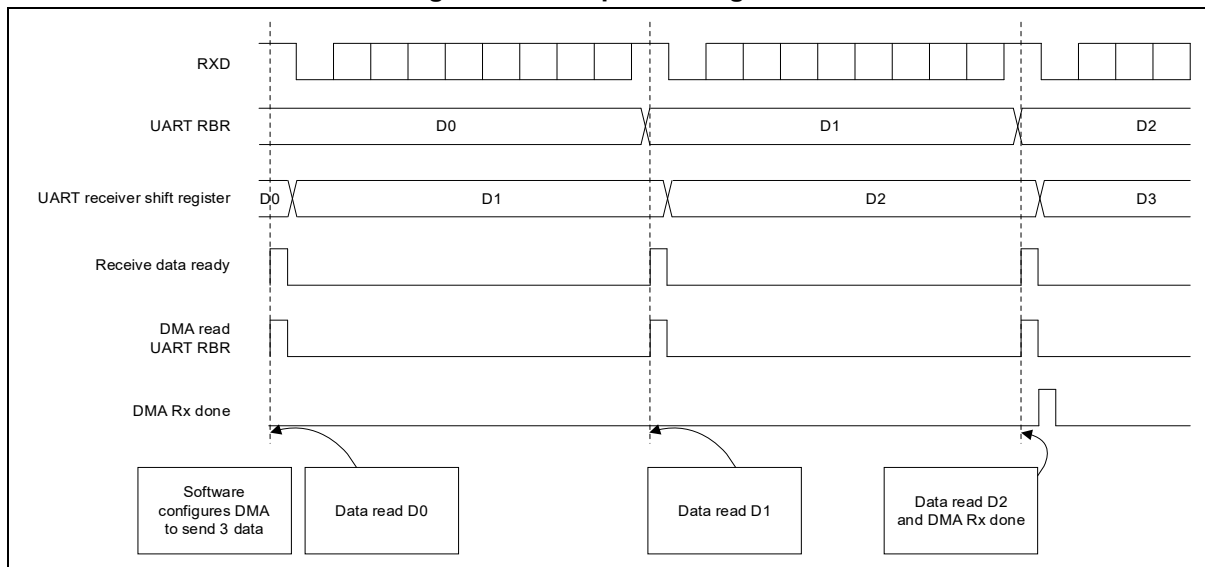 RXD
UART RBR
D0
D1
D2
UART receiver shift register
D0
D1
D2
D3
Receive data ready
DMA read
UART RBR
DMA Rx done
Software
configures DMA
to send 3 data
Data read D0
Data read D1
Data read D2
and DMA Rx done